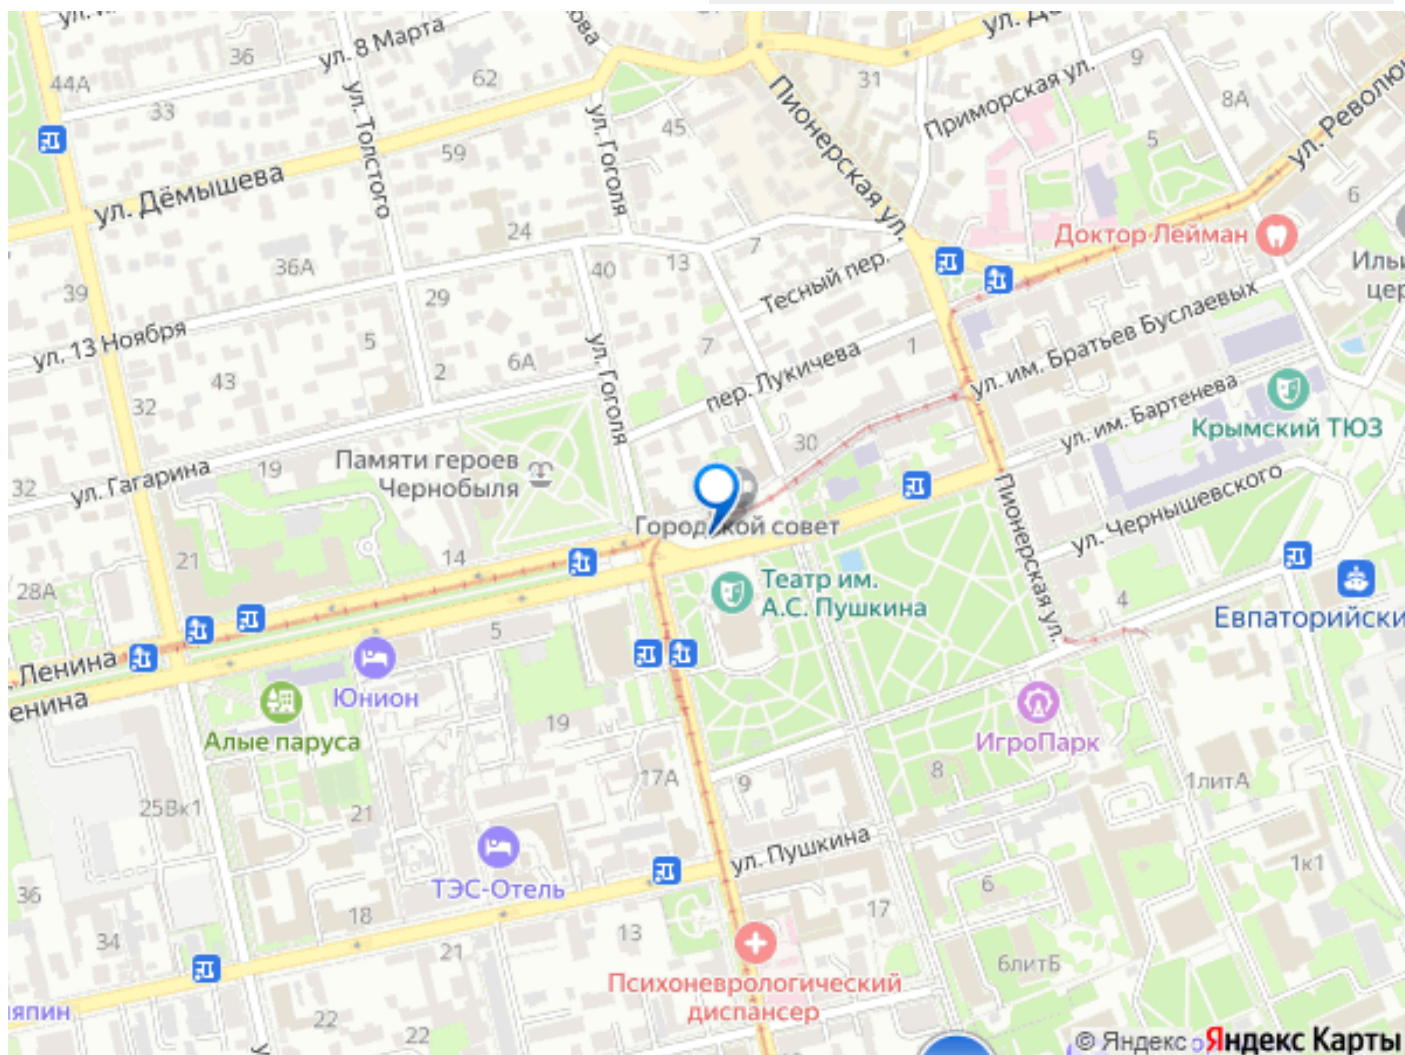 ул. 8 Марта
36
44А
33
62
31
9
8А
Приморская ул.
ул. Толстого
ул. Гоголя
45
59
5
Пионерская ул.
ул. Дёмышева
6
24
7
Доктор Лейман
36А
40
13
Тесный пер.
39
29
ул. 13 Ноября
5
ул. Гоголя
7
пер. Лукичева
1
ул. им. Братьев Буслаевых
6А
2
43
32
ул. им. Бартенева
Крымский ТЮЗ
30
ул. Гагарина
19
32
Памяти героев
Чернобыля
Пионерская ул.
ул. Чернышевского
Городской совет
21
14
28А
Театр им.
А.С. Пушкина
4
5
Ленина
Юнион
Алые паруса
19
ИгроПарк
17А
9
8
1литА
25Вк1
21
ул. Пушкина
ТЭС-Отель
1к1
36
18
6
17
34
21
13
6литБ
Психоневрологический
диспансер
22
22
© Яндекс
Яндекс Карты